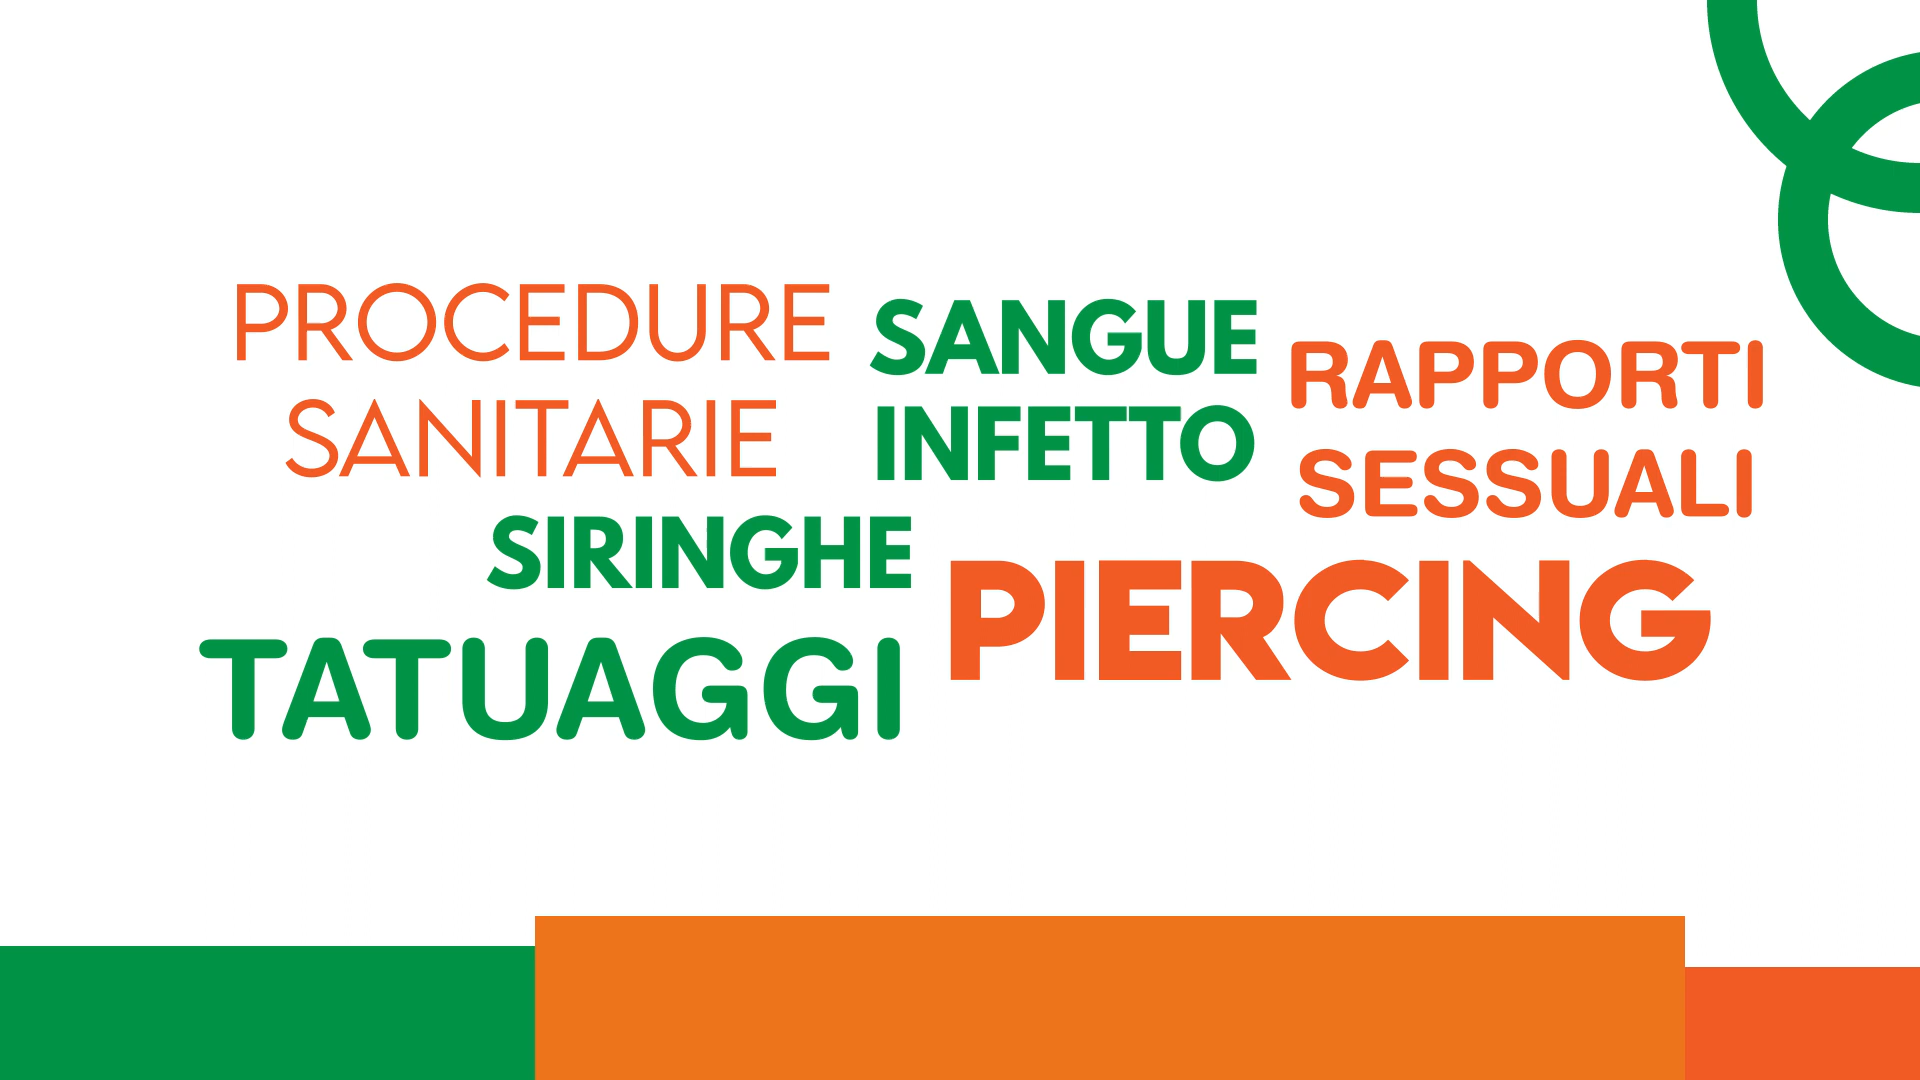 PROCEDURE
SANITARIE
SANGUE
INFETTO
RAPPORTI
SESSUALI
SIRINGHE
PIERCING
TATUAGGI